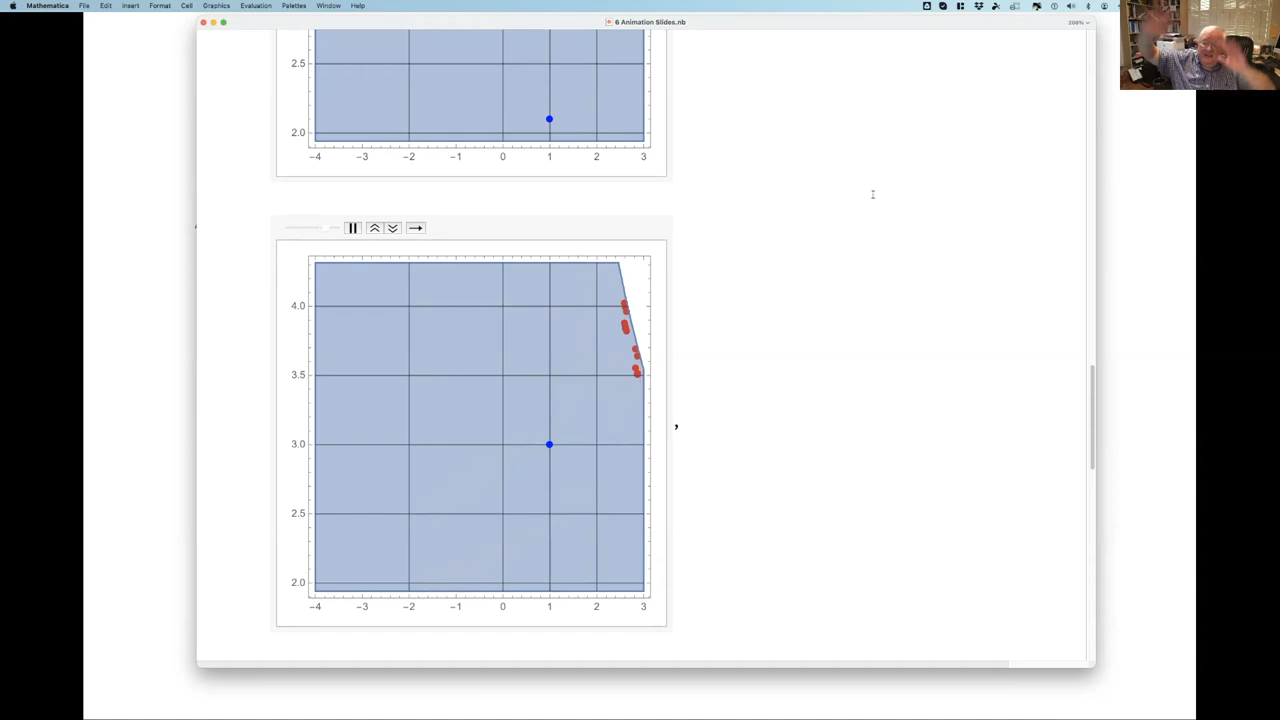 Mathematica File Edit Insert Format Cell Graphics Evaluation Palettes Window Help
6 Animation Slides.nb
200%
2.5
2.0
-4 -3 -2 -1 0 1 2 3
4.0
3.5
3.0
,
2.5
2.0
-4 -3 -2 -1 0 1 2 3